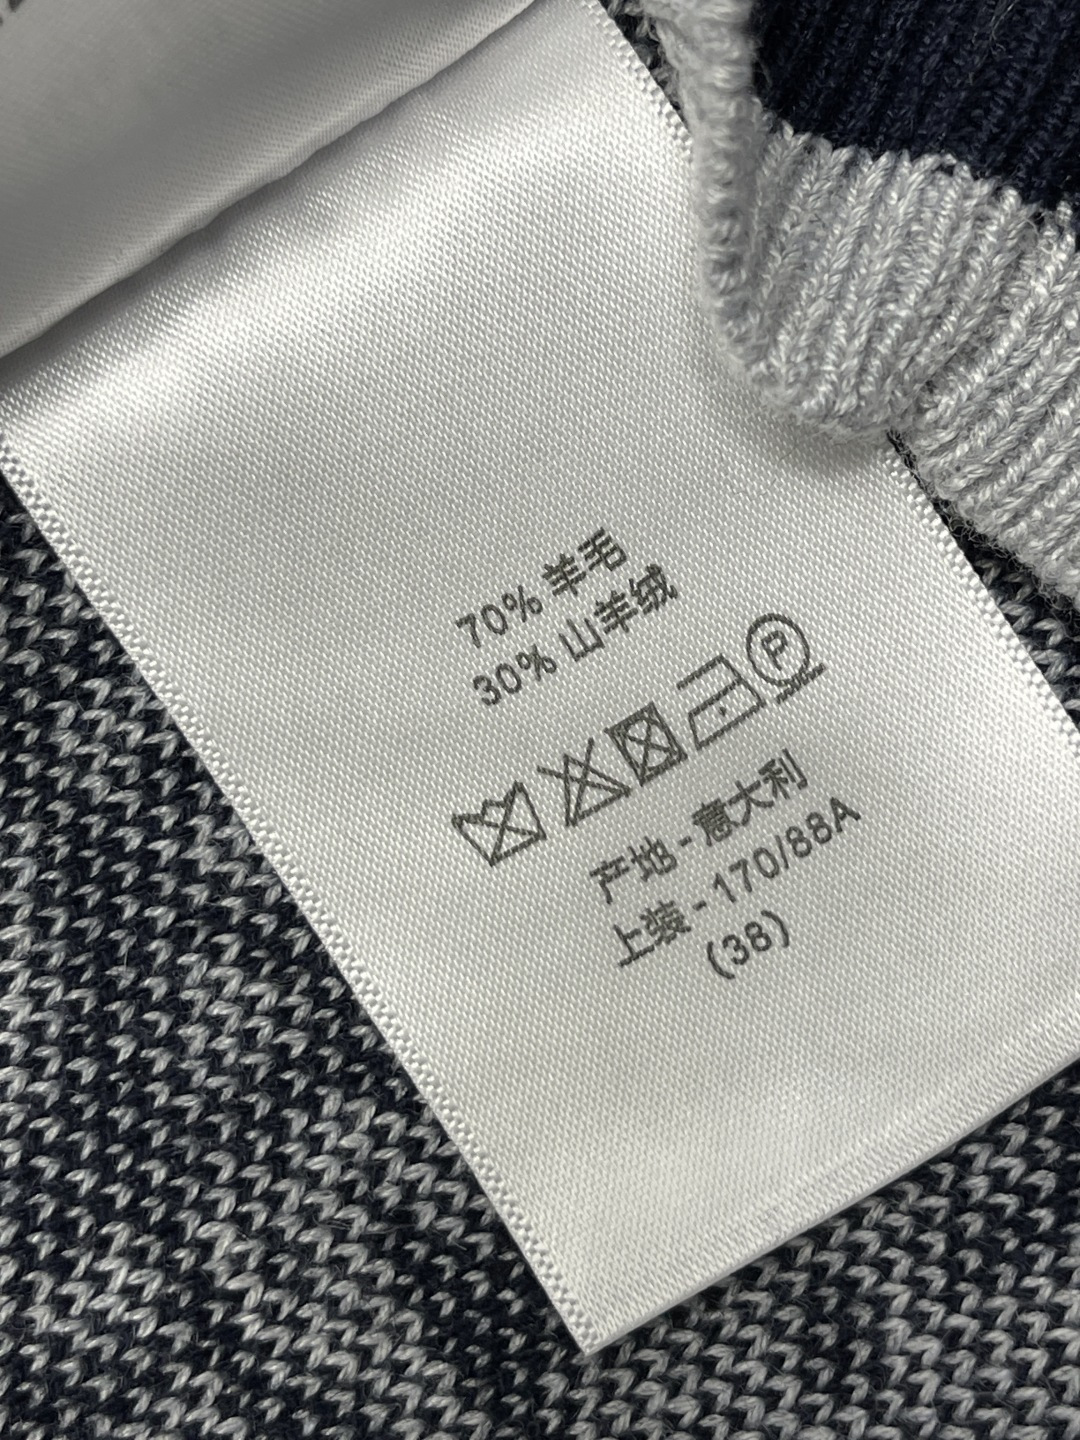 70% 羊毛
30% 山羊绒
P
产地 - 意大利
上装 - 170/88A
(38)